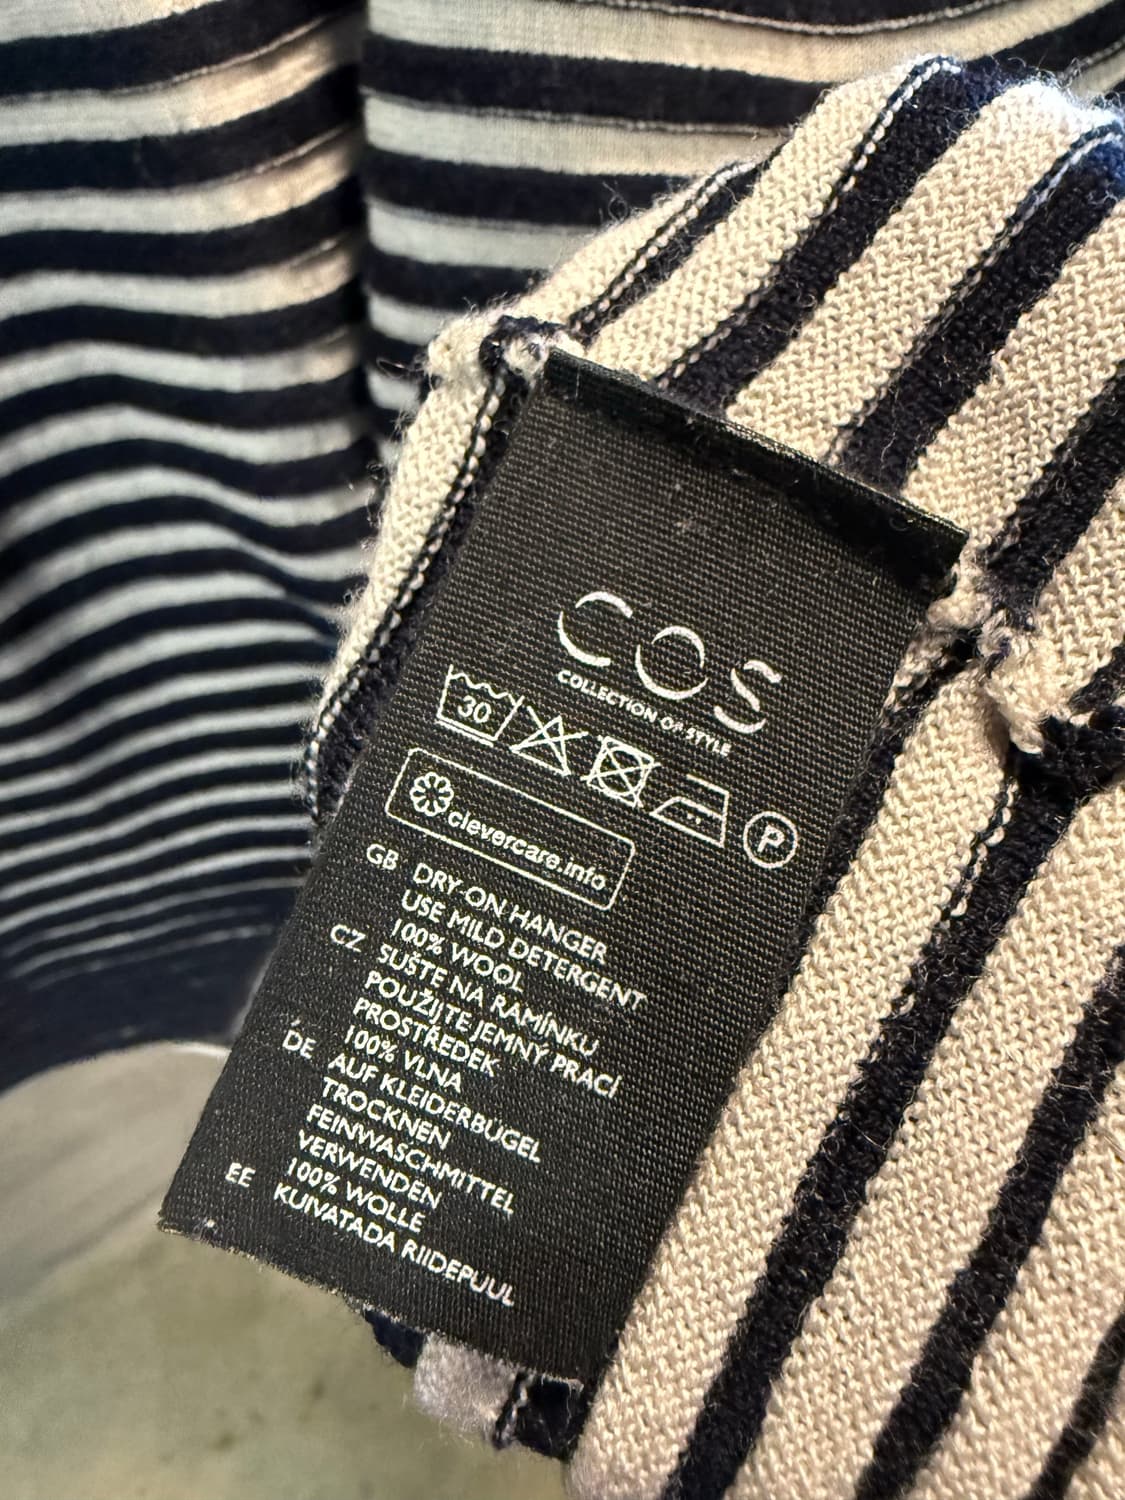 COS
COLLECTION OF STYLE
30
P
clevercare.info
GB DRY ON HANGER
USE MILD DETERGENT
100% WOOL
CZ SUŠTE NA RAMÍNKU
POUŽIJTE JEMNÝ PRACÍ
PROSTŘEDEK
100% VLNA
DE AUF KLEIDERBÜGEL
TROCKNEN
FEINWASCHMITTEL
VERWENDEN
100% WOLLE
EE KUIVATADA RIIDEPUUL